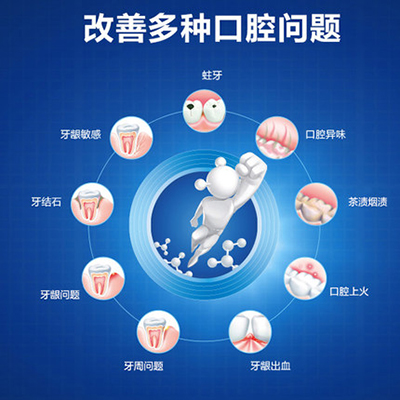 改善多种口腔问题
蛀牙
牙龈敏感
口腔异味
牙结石
茶渍烟渍
牙龈问题
口腔上火
牙周问题
牙龈出血